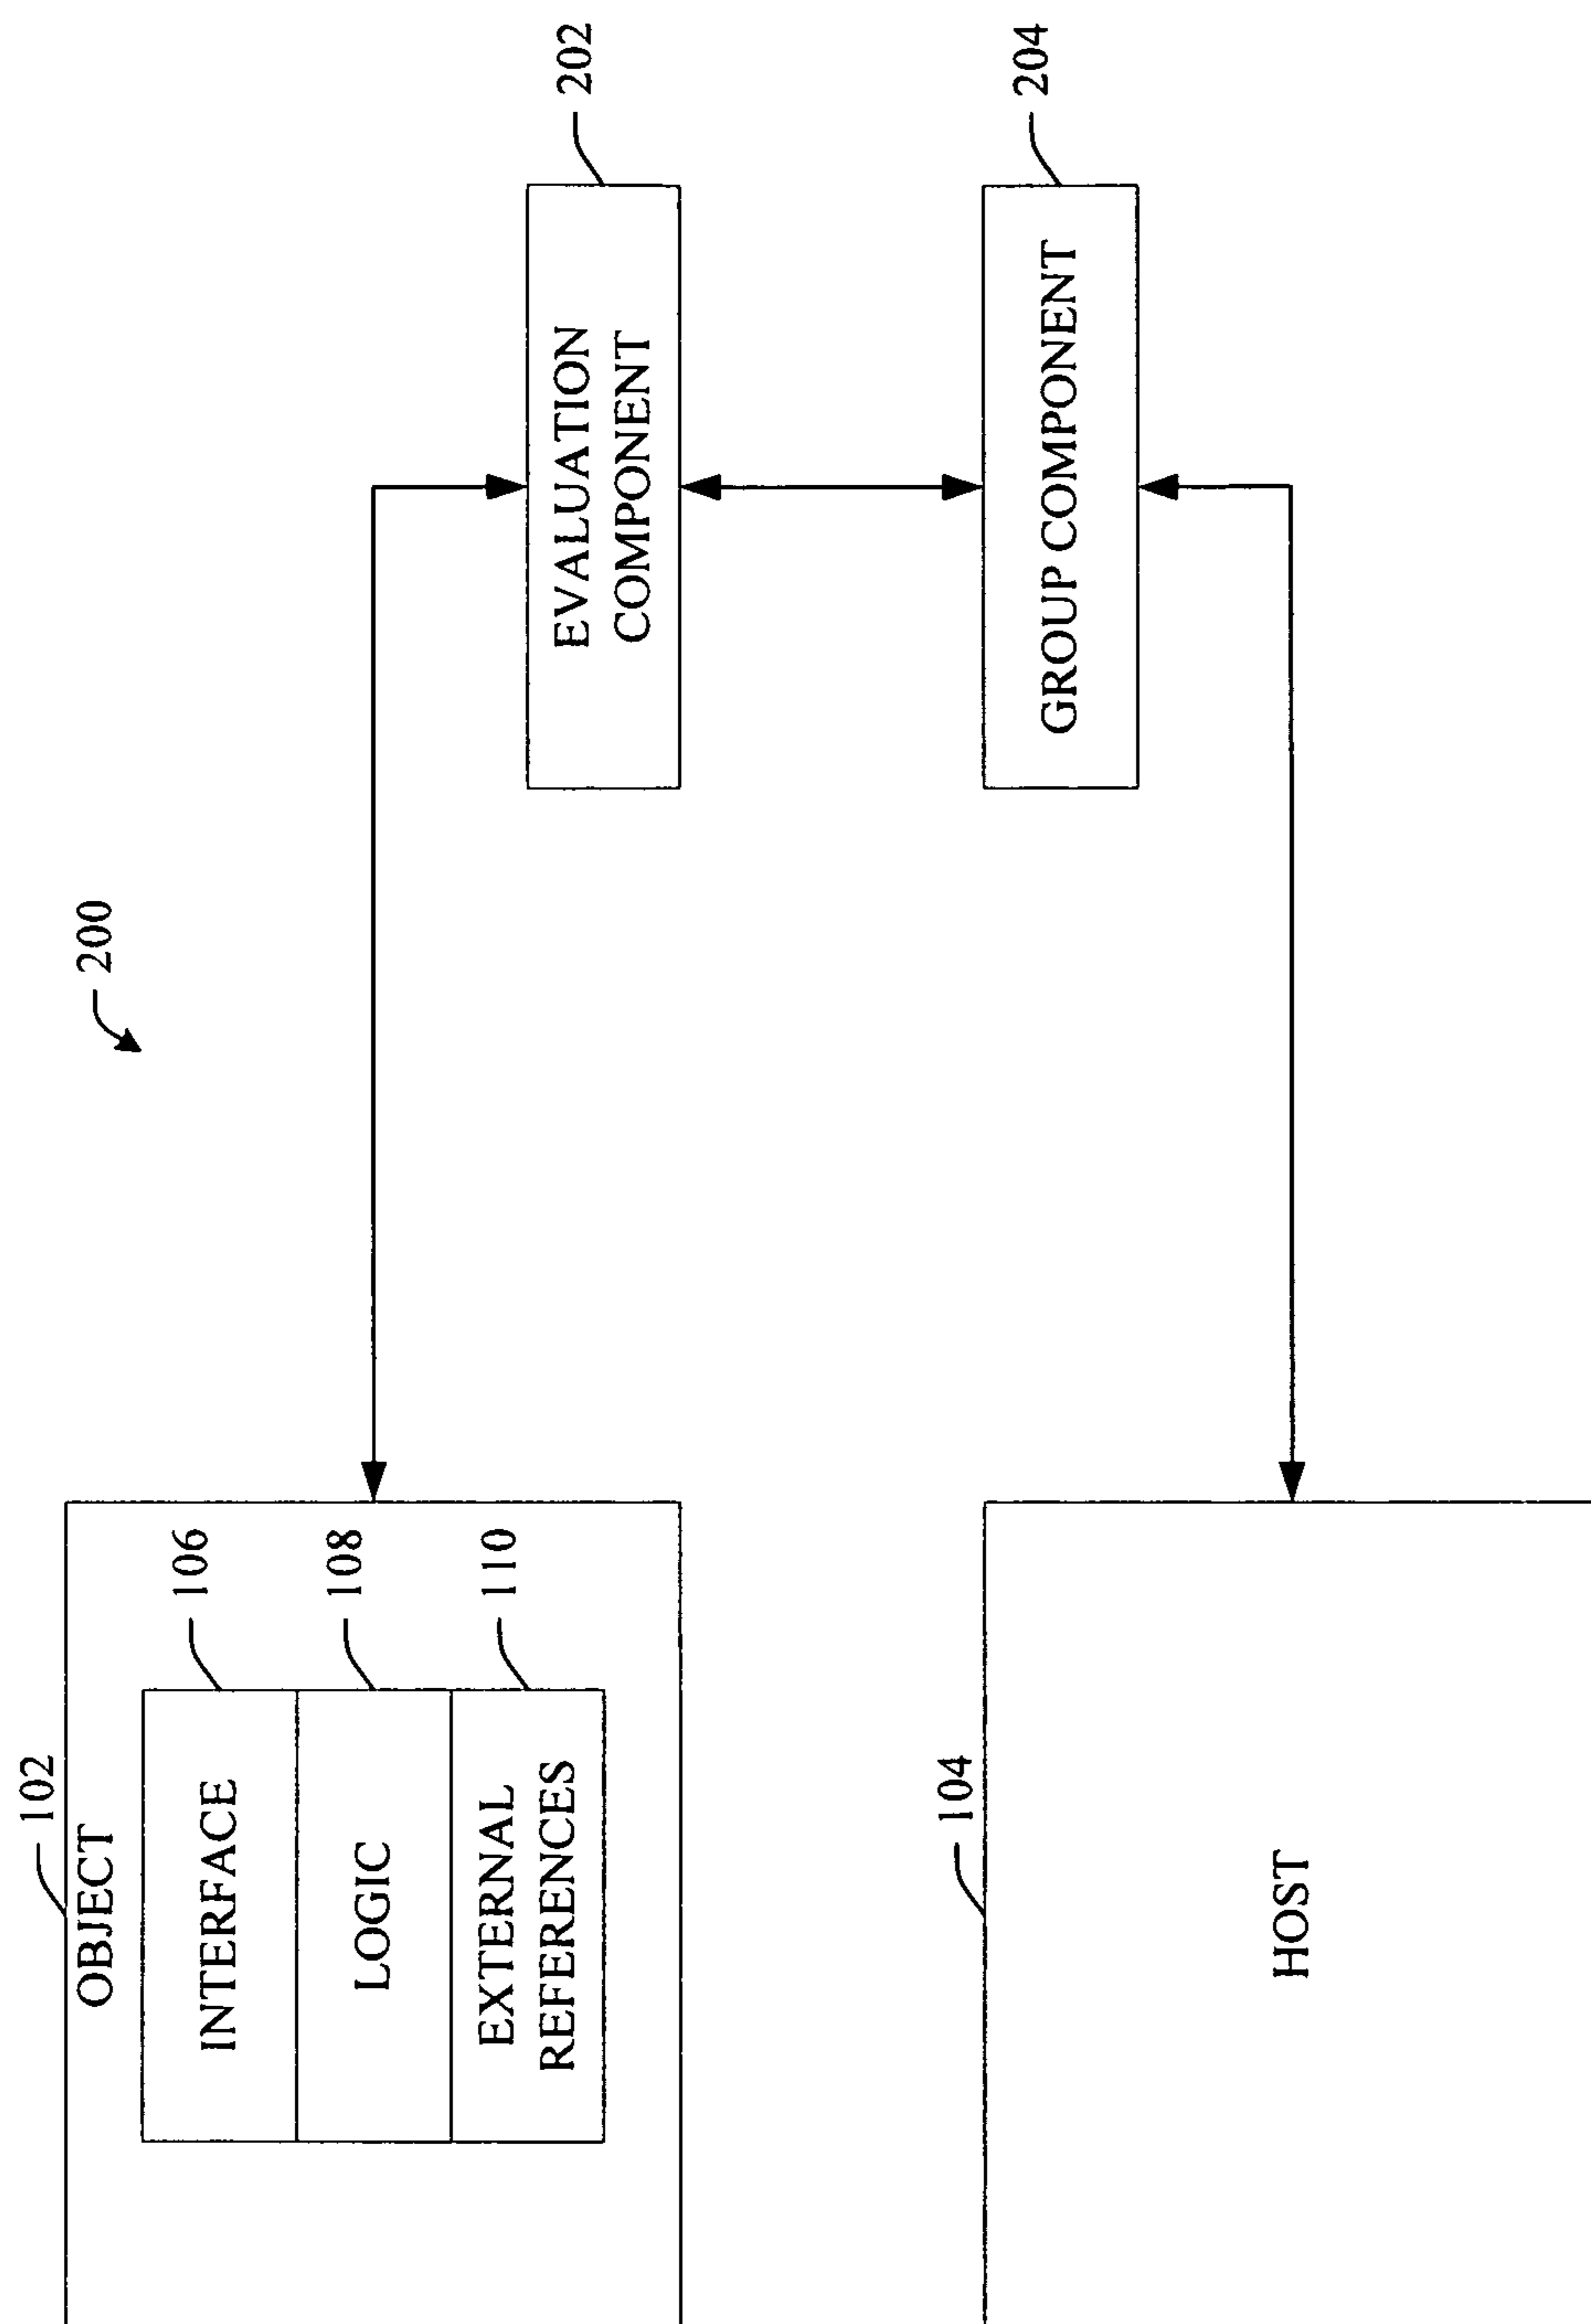 200
102
OBJECT
106
INTERFACE
108
LOGIC
110
EXTERNAL
REFERENCES
202
EVALUATION
COMPONENT
104
HOST
204
GROUP COMPONENT